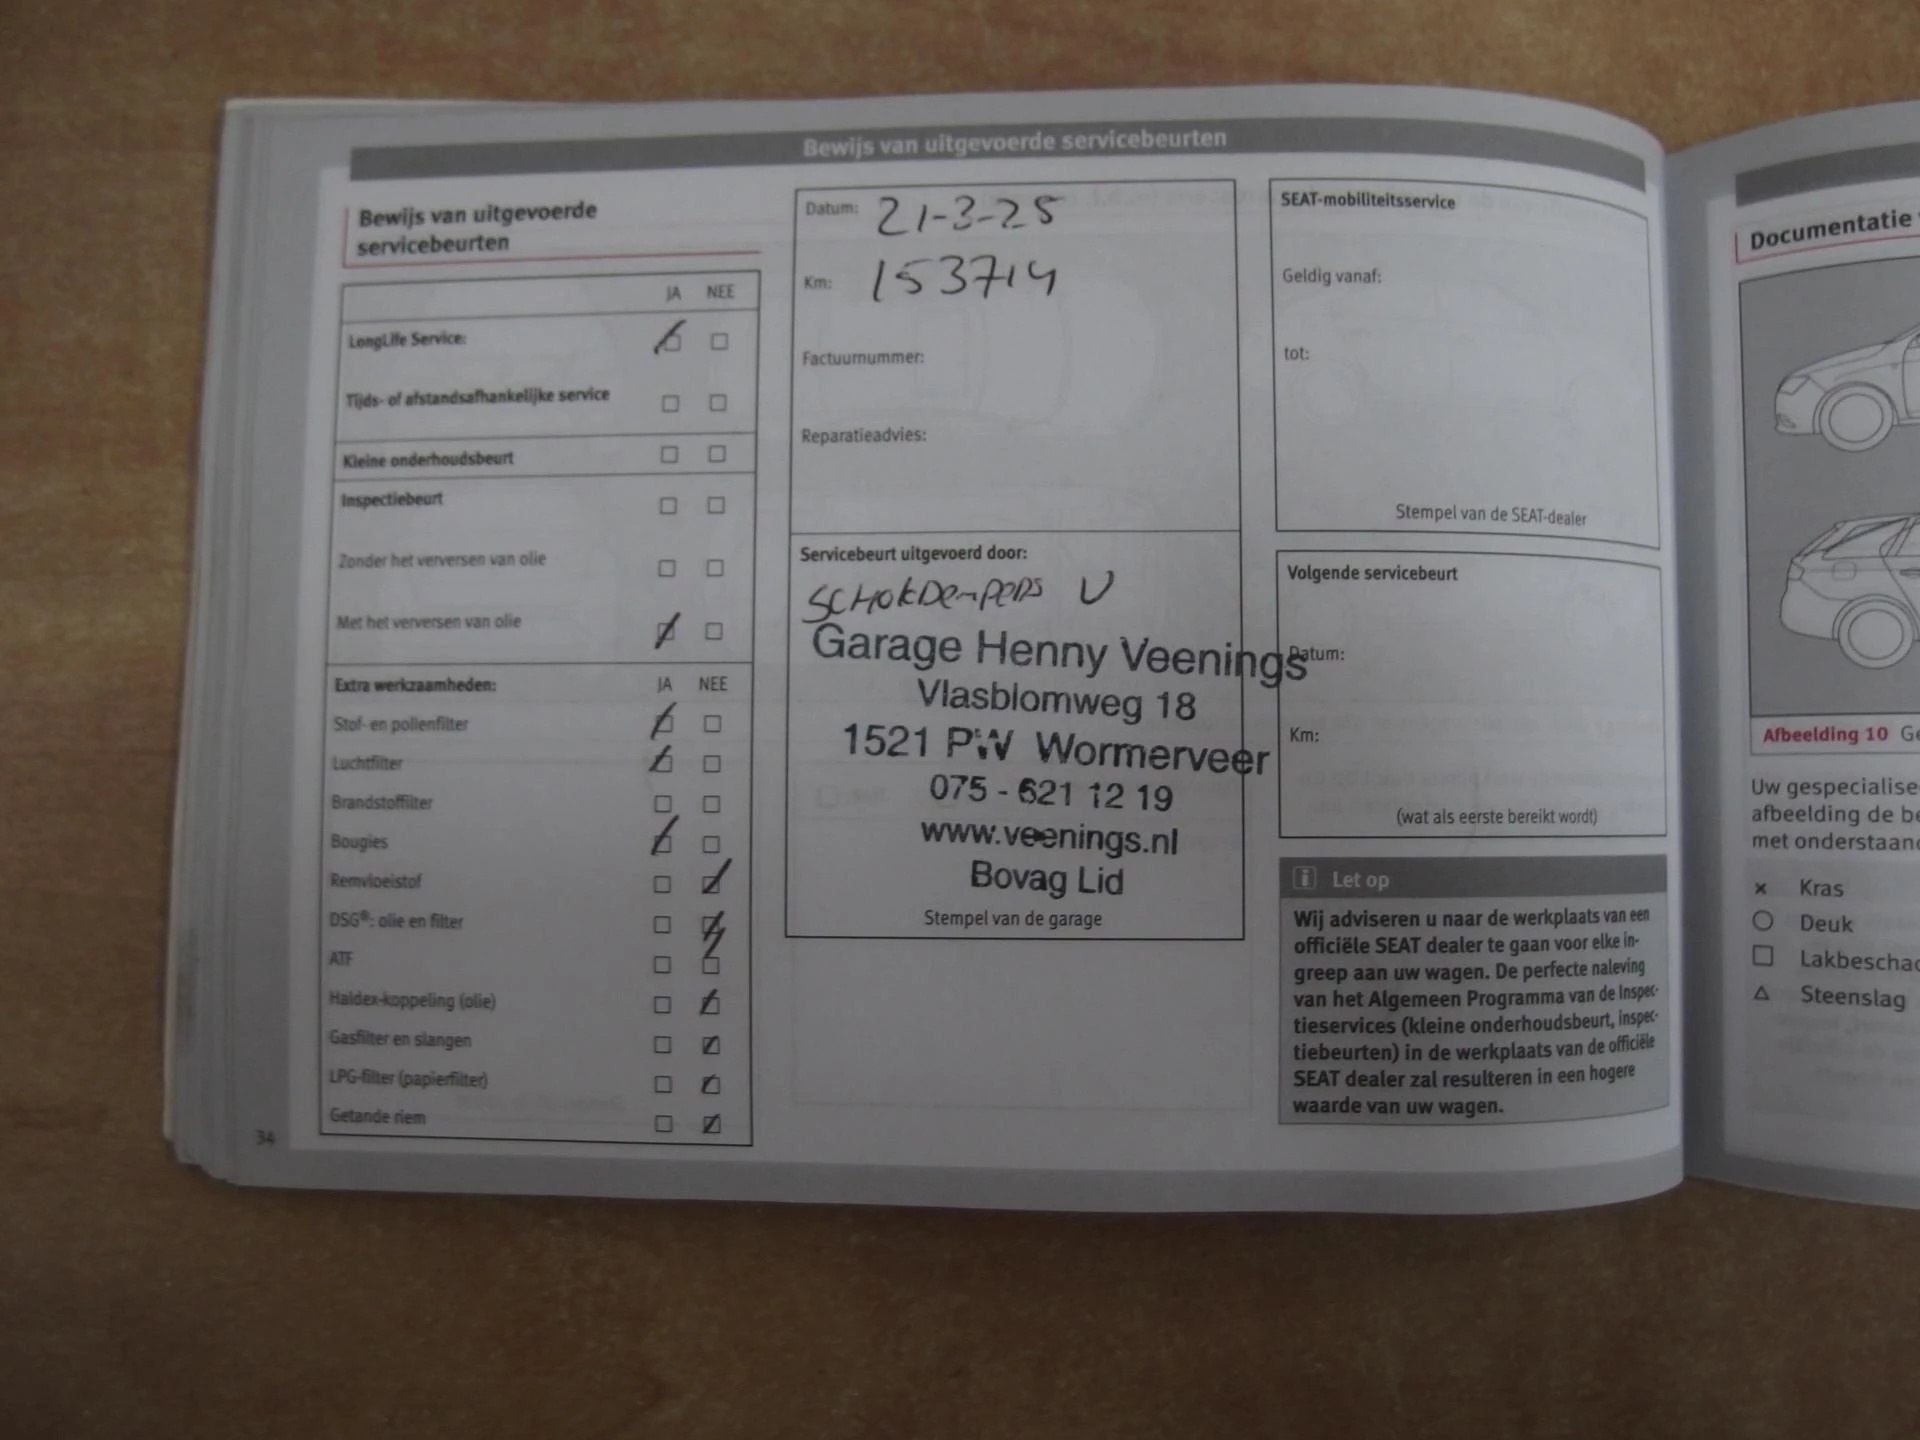 Bewijs van uitgevoerde servicebeurten
Bewijs van uitgevoerde
servicebeurten
JA NEE
LongLife Service:
Tijds- of afstandsafhankelijke service
Kleine onderhoudsbeurt
Inspectiebeurt
Zonder het verversen van olie
Met het verversen van olie
Extra werkzaamheden: JA NEE
Stof- en pollenfilter
Luchtfilter
Brandstoffilter
Bougies
Remvloeistof
DSG®: olie en filter
ATF
Haldex-koppeling (olie)
Gasfilter en slangen
LPG-filter (papierfilter)
Getande riem
34
Datum: 21-3-25
Km: 153714
Factuurnummer:
Reparatieadvies:
Servicebeurt uitgevoerd door:
SCHOKDempers V
Garage Henny Veenings
Vlasblomweg 18
1521 PW Wormerveer
075 - 621 12 19
www.veenings.nl
Bovag Lid
Stempel van de garage
SEAT-mobiliteitsservice
Geldig vanaf:
tot:
Stempel van de SEAT-dealer
Volgende servicebeurt
Datum:
Km:
(wat als eerste bereikt wordt)
i Let op
Wij adviseren u naar de werkplaats van een
officiële SEAT dealer te gaan voor elke in-
greep aan uw wagen. De perfecte naleving
van het Algemeen Programma van de Inspec-
tieservices (kleine onderhoudsbeurt, inspec-
tiebeurten) in de werkplaats van de officiële
SEAT dealer zal resulteren in een hogere
waarde van uw wagen.
Documentatie
Afbeelding 10 Ge
Uw gespecialise
afbeelding de be
met onderstaan
× Kras
Deuk
Lakbeschad
Steenslag